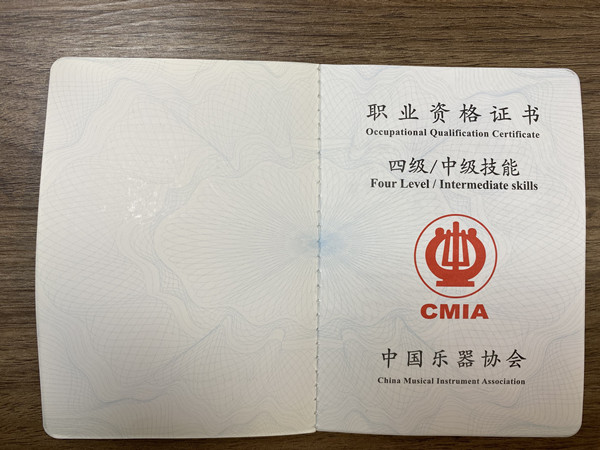 职业资格证书
Occupational Qualification Certificate
四级/中级技能
Four Level / Intermediate skills
CMIA
中国乐器协会
China Musical Instrument Association